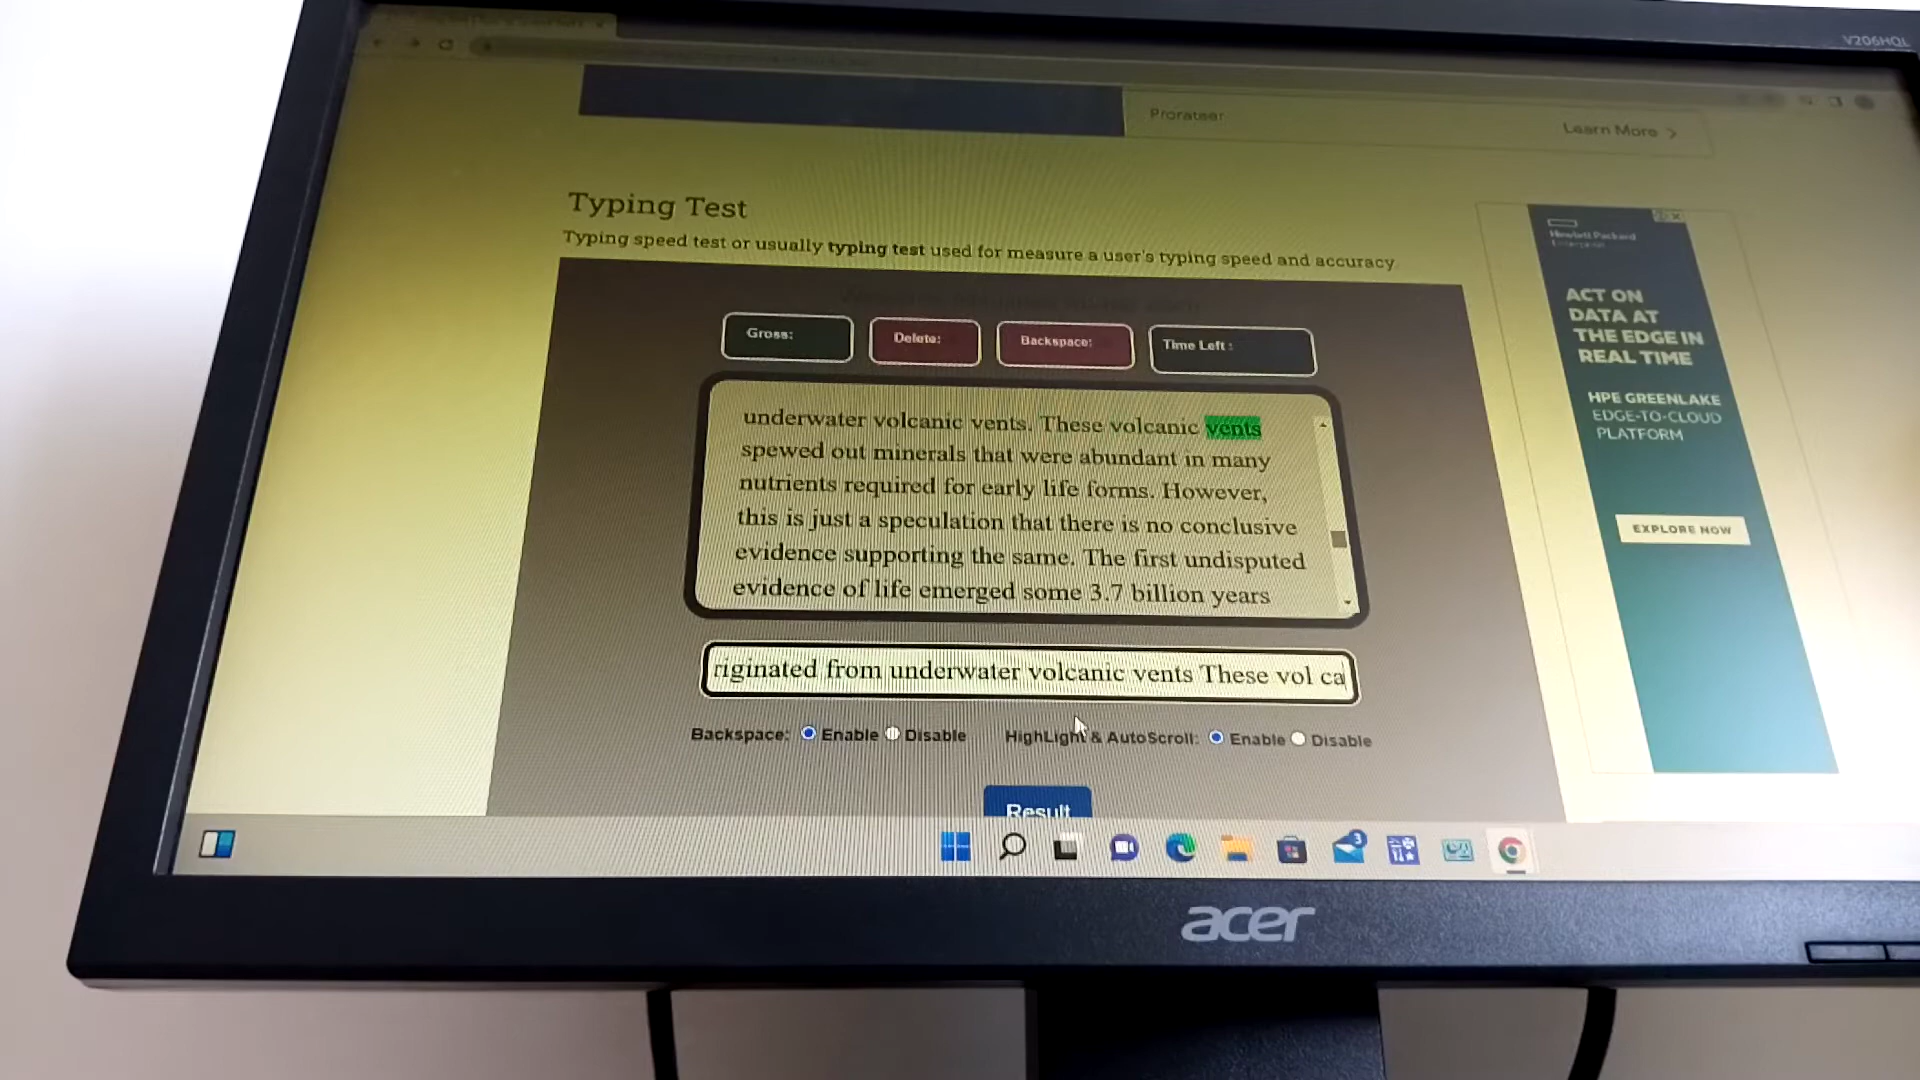 V206HQL
Prorateer
Learn More >
Typing Test
Typing speed test or usually typing test used for measure a user's typing speed and accuracy
Gross:
Delete:
Backspace:
Time Left :
underwater volcanic vents. These volcanic vents
spewed out minerals that were abundant in many
nutrients required for early life forms. However,
this is just a speculation that there is no conclusive
evidence supporting the same. The first undisputed
evidence of life emerged some 3.7 billion years
riginated from underwater volcanic vents These vol ca
Backspace: Enable Disable
HighLight & AutoScroll: Enable Disable
Result
Hewlett Packard
Enterprise
ACT ON
DATA AT
THE EDGE IN
REAL TIME
HPE GREENLAKE
EDGE-TO-CLOUD
PLATFORM
EXPLORE NOW
3
acer